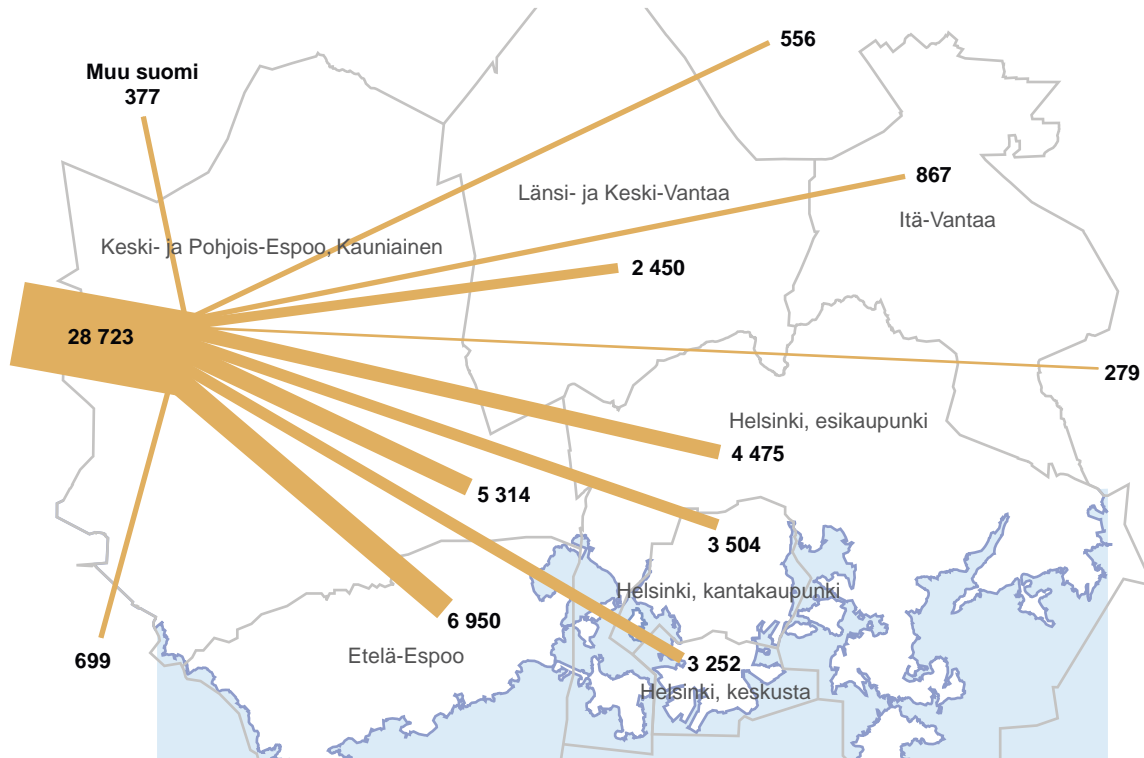 556
Muu suomi
377
867
Länsi- ja Keski-Vantaa
Itä-Vantaa
Keski- ja Pohjois-Espoo, Kauniainen
2 450
28 723
279
Helsinki, esikaupunki
4 475
5 314
3 504
Helsinki, kantakaupunki
6 950
Etelä-Espoo
699
3 252
Helsinki, keskusta